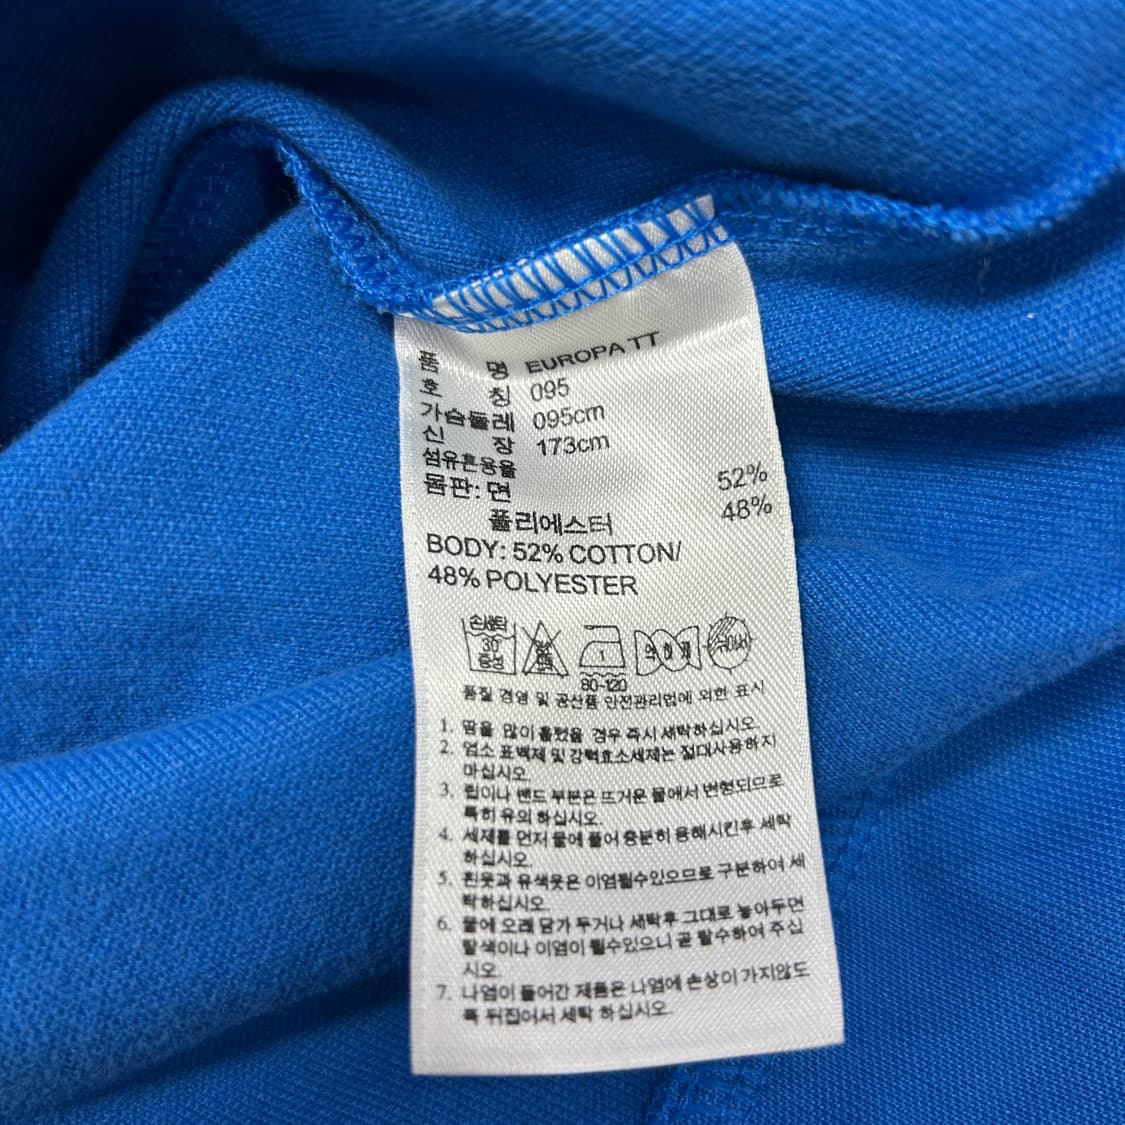 품 명 EUROPA TT
호 칭 095
가슴둘레 095cm
신 장 173cm
섬유혼용율
몸판: 면 52%
폴리에스터 48%
BODY: 52% COTTON/
48% POLYESTER
손세탁
30°
중성
80-120
품질 경영 및 공산품 안전관리법에 의한 표시
1. 땀을 많이 흘렸을 경우 즉시 세탁하십시오.
2. 염소 표백제 및 강력효소세제는 절대사용하지
마십시오.
3. 립이나 밴드 부분은 뜨거운 물에서 변형되므로
특히 유의 하십시오.
4. 세제를 먼저 물에 풀어 충분히 용해시킨후 세탁
하십시오.
5. 흰옷과 유색옷은 이염될수있으므로 구분하여 세
탁하십시오.
6. 물에 오래 담가 두거나 세탁후 그대로 놓아두면
탈색이나 이염이 될수있으니 곧 탈수하여 주십
시오.
7. 나염이 들어간 제품은 나염에 손상이 가지않도
록 뒤집어서 세탁 하십시오.